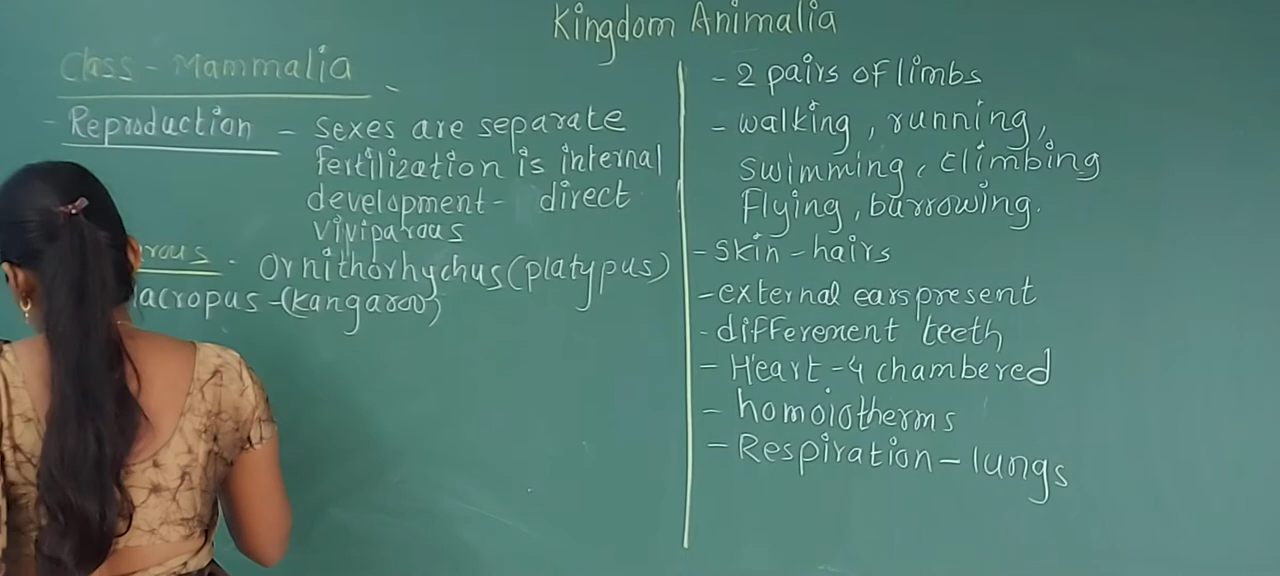 Kingdom Animalia
Class - Mammalia
- Reproduction - Sexes are separate
Fertilization is internal
development - direct
viviparous
rous - Ornithorhychus (platypus)
acropus - (kangaroo)
- 2 pairs of limbs
- walking, running,
swimming, climbing
Flying, burrowing.
- skin - hairs
- external ears present
- differement teeth
- Heart - 4 chambered
- homoiotherms
- Respiration - lungs